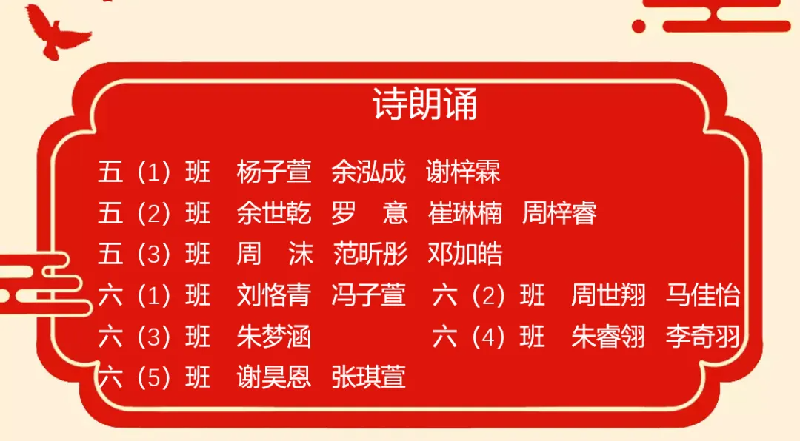 诗朗诵
五（1）班 杨子萱 余泓成 谢梓霖
五（2）班 余世乾 罗 意 崔琳楠 周梓睿
五（3）班 周 沫 范昕彤 邓加皓
六（1）班 刘恪青 冯子萱 六（2）班 周世翔 马佳怡
六（3）班 朱梦涵 六（4）班 朱睿翎 李奇羽
六（5）班 谢昊恩 张琪萱